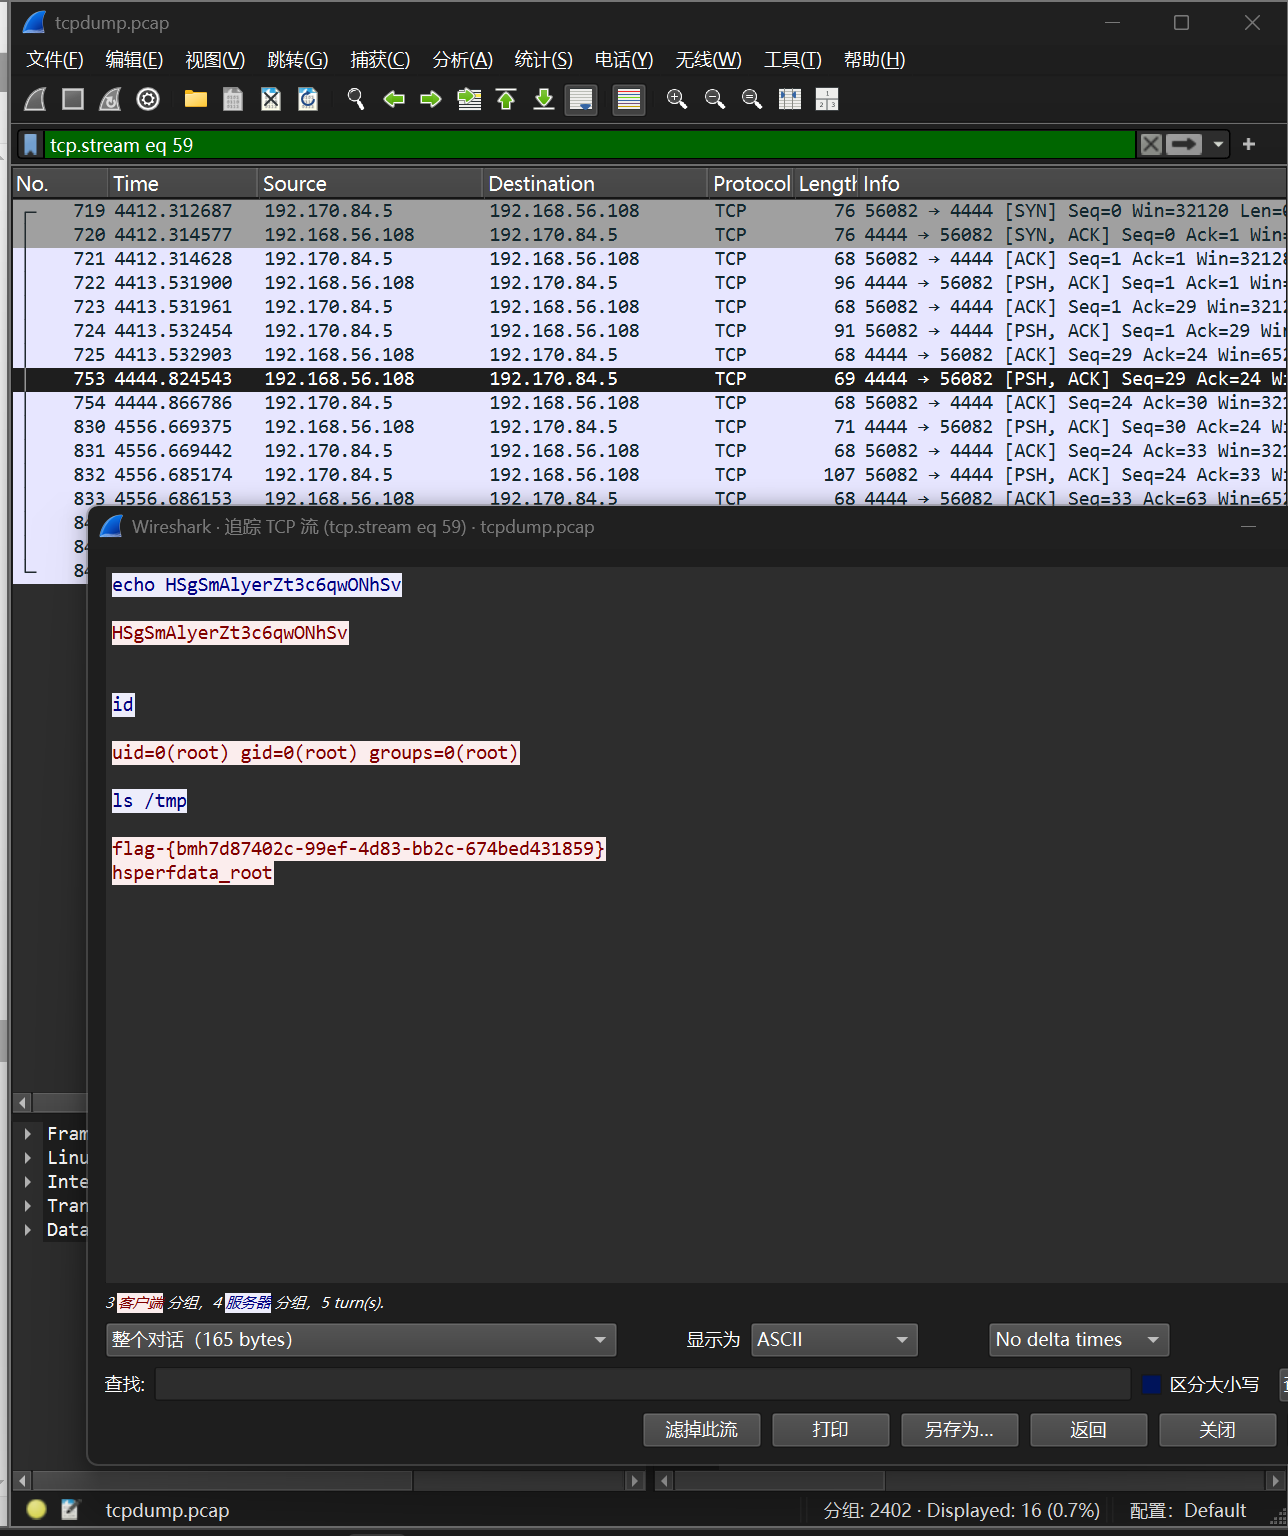 tcpdump.pcap
文件(F) 编辑(E) 视图(V) 跳转(G) 捕获(C) 分析(A) 统计(S) 电话(Y) 无线(W) 工具(T) 帮助(H)
tcp.stream eq 59
No. Time Source Destination Protocol Length Info
719 4412.312687 192.170.84.5 192.168.56.108 TCP 76 56082 → 4444 [SYN] Seq=0 Win=32120 Len=
720 4412.314577 192.168.56.108 192.170.84.5 TCP 76 4444 → 56082 [SYN, ACK] Seq=0 Ack=1 Win=
721 4412.314628 192.170.84.5 192.168.56.108 TCP 68 56082 → 4444 [ACK] Seq=1 Ack=1 Win=3212
722 4413.531900 192.168.56.108 192.170.84.5 TCP 96 4444 → 56082 [PSH, ACK] Seq=1 Ack=1 Win=
723 4413.531961 192.170.84.5 192.168.56.108 TCP 68 56082 → 4444 [ACK] Seq=1 Ack=29 Win=321
724 4413.532454 192.170.84.5 192.168.56.108 TCP 91 56082 → 4444 [PSH, ACK] Seq=1 Ack=29 Win
725 4413.532903 192.168.56.108 192.170.84.5 TCP 68 4444 → 56082 [ACK] Seq=29 Ack=24 Win=652
753 4444.824543 192.168.56.108 192.170.84.5 TCP 69 4444 → 56082 [PSH, ACK] Seq=29 Ack=24 W
754 4444.866786 192.170.84.5 192.168.56.108 TCP 68 56082 → 4444 [ACK] Seq=24 Ack=30 Win=32
830 4556.669375 192.168.56.108 192.170.84.5 TCP 71 4444 → 56082 [PSH, ACK] Seq=30 Ack=24 W
831 4556.669442 192.170.84.5 192.168.56.108 TCP 68 56082 → 4444 [ACK] Seq=24 Ack=33 Win=32
832 4556.685174 192.170.84.5 192.168.56.108 TCP 107 56082 → 4444 [PSH, ACK] Seq=24 Ack=33 W
833 4556.686153 192.168.56.108 192.170.84.5 TCP 68 4444 → 56082 [ACK] Seq=33 Ack=63 Win=652
Wireshark · 追踪 TCP 流 (tcp.stream eq 59) · tcpdump.pcap
echo HSgSmAlyerZt3c6qwONhSv
HSgSmAlyerZt3c6qwONhSv
id
uid=0(root) gid=0(root) groups=0(root)
ls /tmp
flag-{bmh7d87402c-99ef-4d83-bb2c-674bed431859}
hsperfdata_root
Fram
Linu
Inte
Tran
Data
3 客户端 分组, 4 服务器 分组, 5 turn(s).
整个对话 (165 bytes) 显示为 ASCII No delta times
查找: 区分大小写
滤掉此流 打印 另存为… 返回 关闭
tcpdump.pcap 分组: 2402 · Displayed: 16 (0.7%) 配置: Default